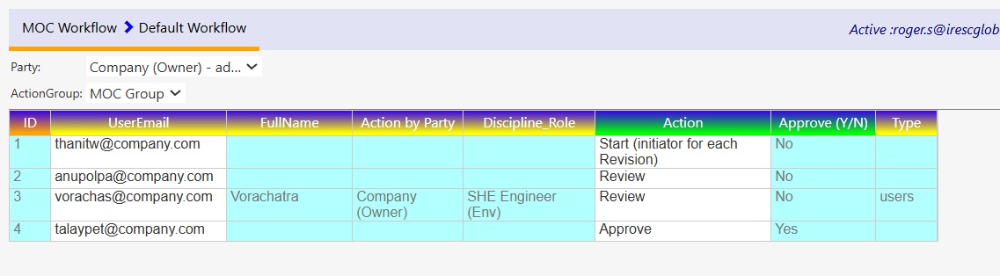 MOC Workflow > Default Workflow
Active :roger.s@irescglob
Party: Company (Owner) - ad...
ActionGroup: MOC Group
ID UserEmail FullName Action by Party Discipline_Role Action Approve (Y/N) Type
1 thanitw@company.com Start (initiator for each No
Revision)
2 anupolpa@company.com Review No
3 vorachas@company.com Vorachatra Company SHE Engineer Review No users
(Owner) (Env)
4 talaypet@company.com Approve Yes